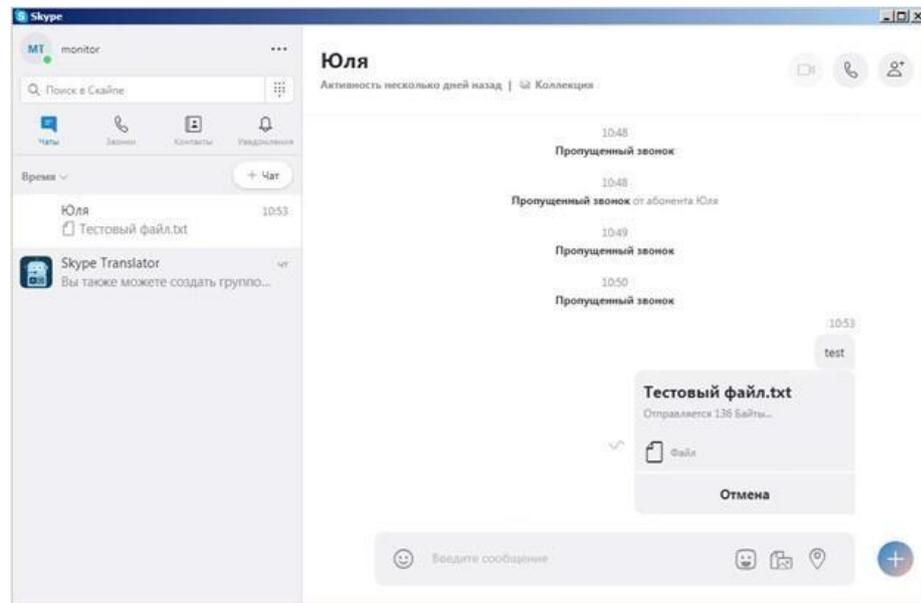 Skype
MT monitor
Поиск в Скайпе
Чаты Звонки Контакты Уведомления
Время + Чат
Юля 10:53
Тестовый файл.txt
Skype Translator чт
Вы также можете создать группо...
Юля
Активность несколько дней назад | Коллекция
10:48
Пропущенный звонок
10:48
Пропущенный звонок от абонента Юля
10:49
Пропущенный звонок
10:50
Пропущенный звонок
10:53
test
Тестовый файл.txt
Отправляется 136 Байты...
Файл
Отмена
Введите сообщение